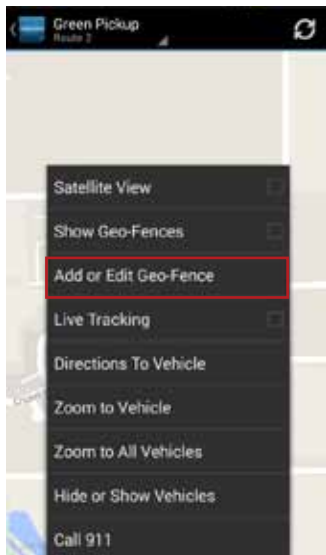 Green Pickup
Route 2
Satellite View
Show Geo-Fences
Add or Edit Geo-Fence
Live Tracking
Directions To Vehicle
Zoom to Vehicle
Zoom to All Vehicles
Hide or Show Vehicles
Call 911